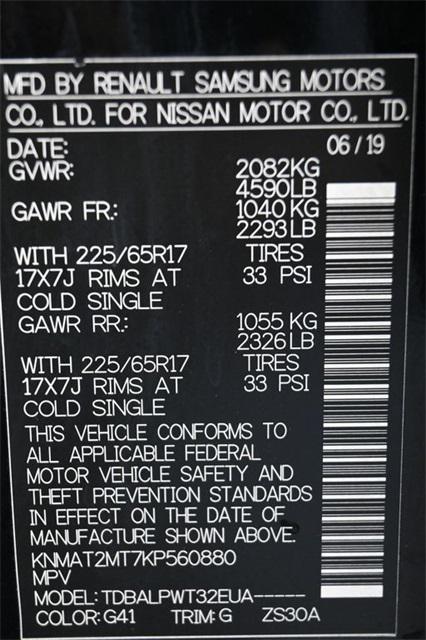 MFD BY RENAULT SAMSUNG MOTORS
CO., LTD. FOR NISSAN MOTOR CO., LTD.
DATE: 06/19
GVWR: 2082KG
4590LB
GAWR FR.: 1040KG
2293LB
WITH 225/65R17 TIRES
17X7J RIMS AT 33 PSI
COLD SINGLE
GAWR RR.: 1055KG
2326LB
WITH 225/65R17 TIRES
17X7J RIMS AT 33 PSI
COLD SINGLE
THIS VEHICLE CONFORMS TO
ALL APPLICABLE FEDERAL
MOTOR VEHICLE SAFETY AND
THEFT PREVENTION STANDARDS
IN EFFECT ON THE DATE OF
MANUFACTURE SHOWN ABOVE.
KNMAT2MT7KP560880
MPV
MODEL: TDBALPWT32EUA-----
COLOR: G41 TRIM: G ZS30A